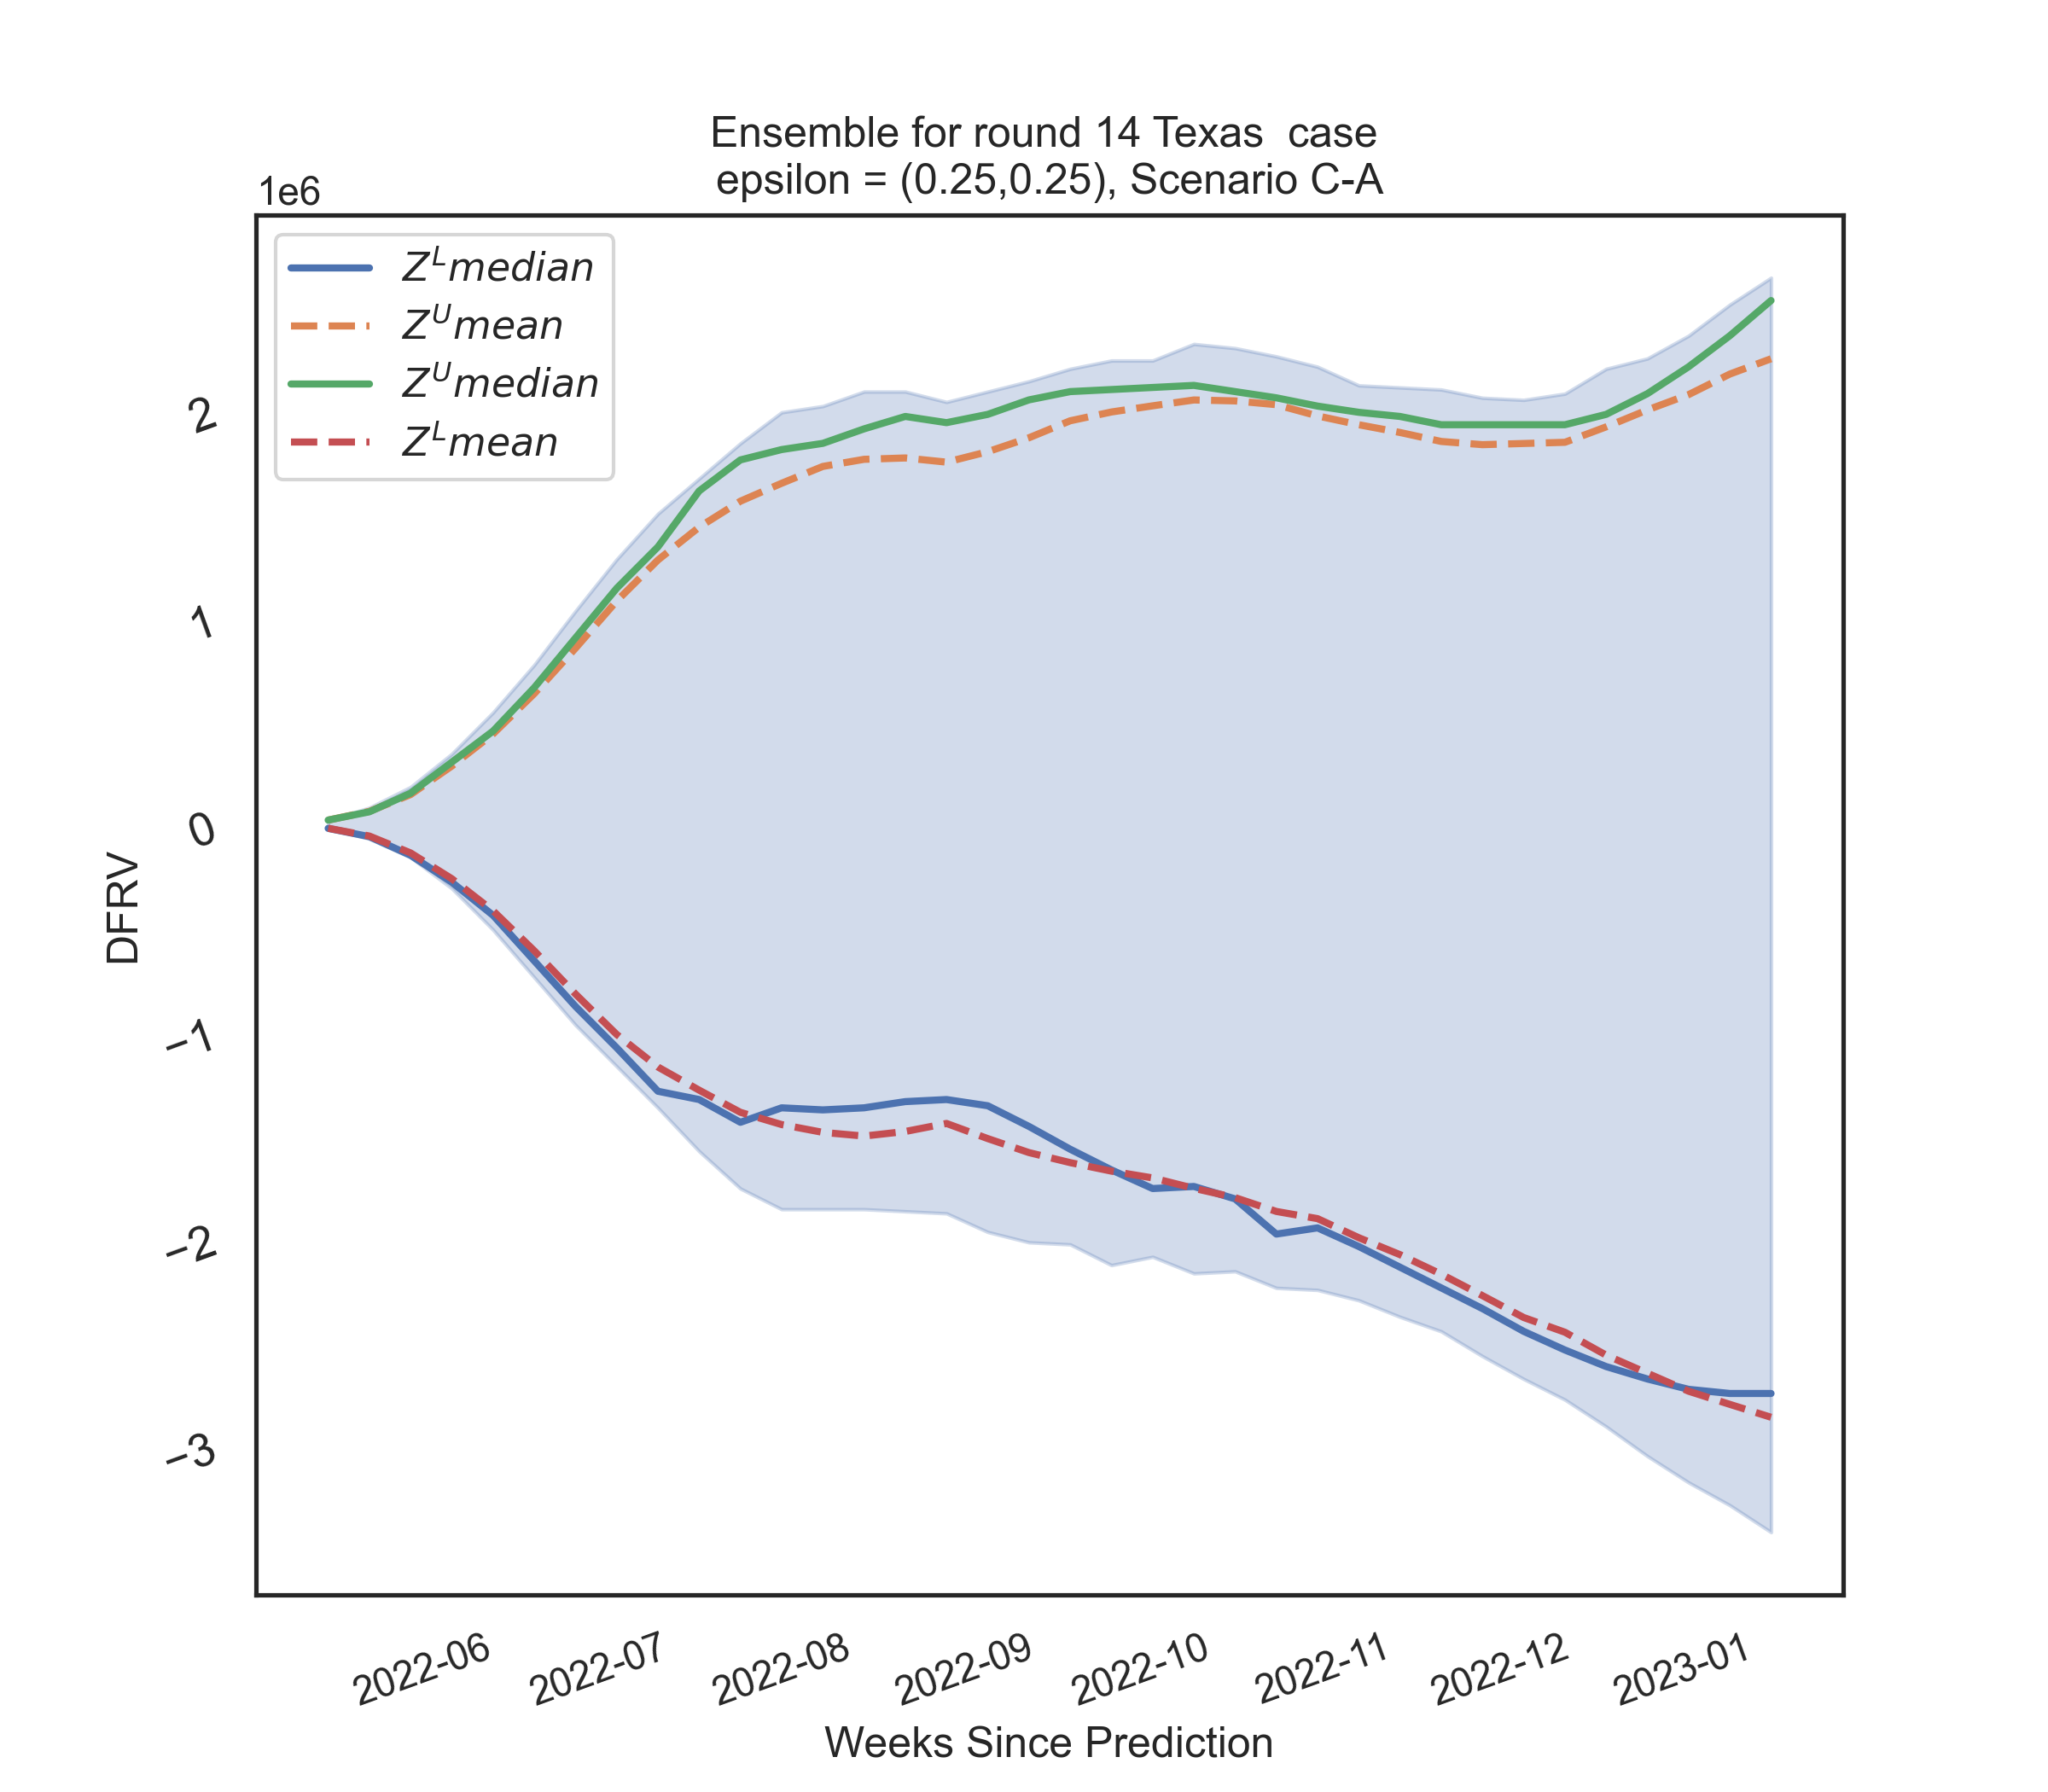 Ensemble for round 14 Texas  case
epsilon = (0.25,0.25), Scenario C-A
1e6
Z^L median
Z^U mean
Z^U median
Z^L mean
2
1
0
−1
−2
−3
DFRV
2022-06
2022-07
2022-08
2022-09
2022-10
2022-11
2022-12
2023-01
Weeks Since Prediction